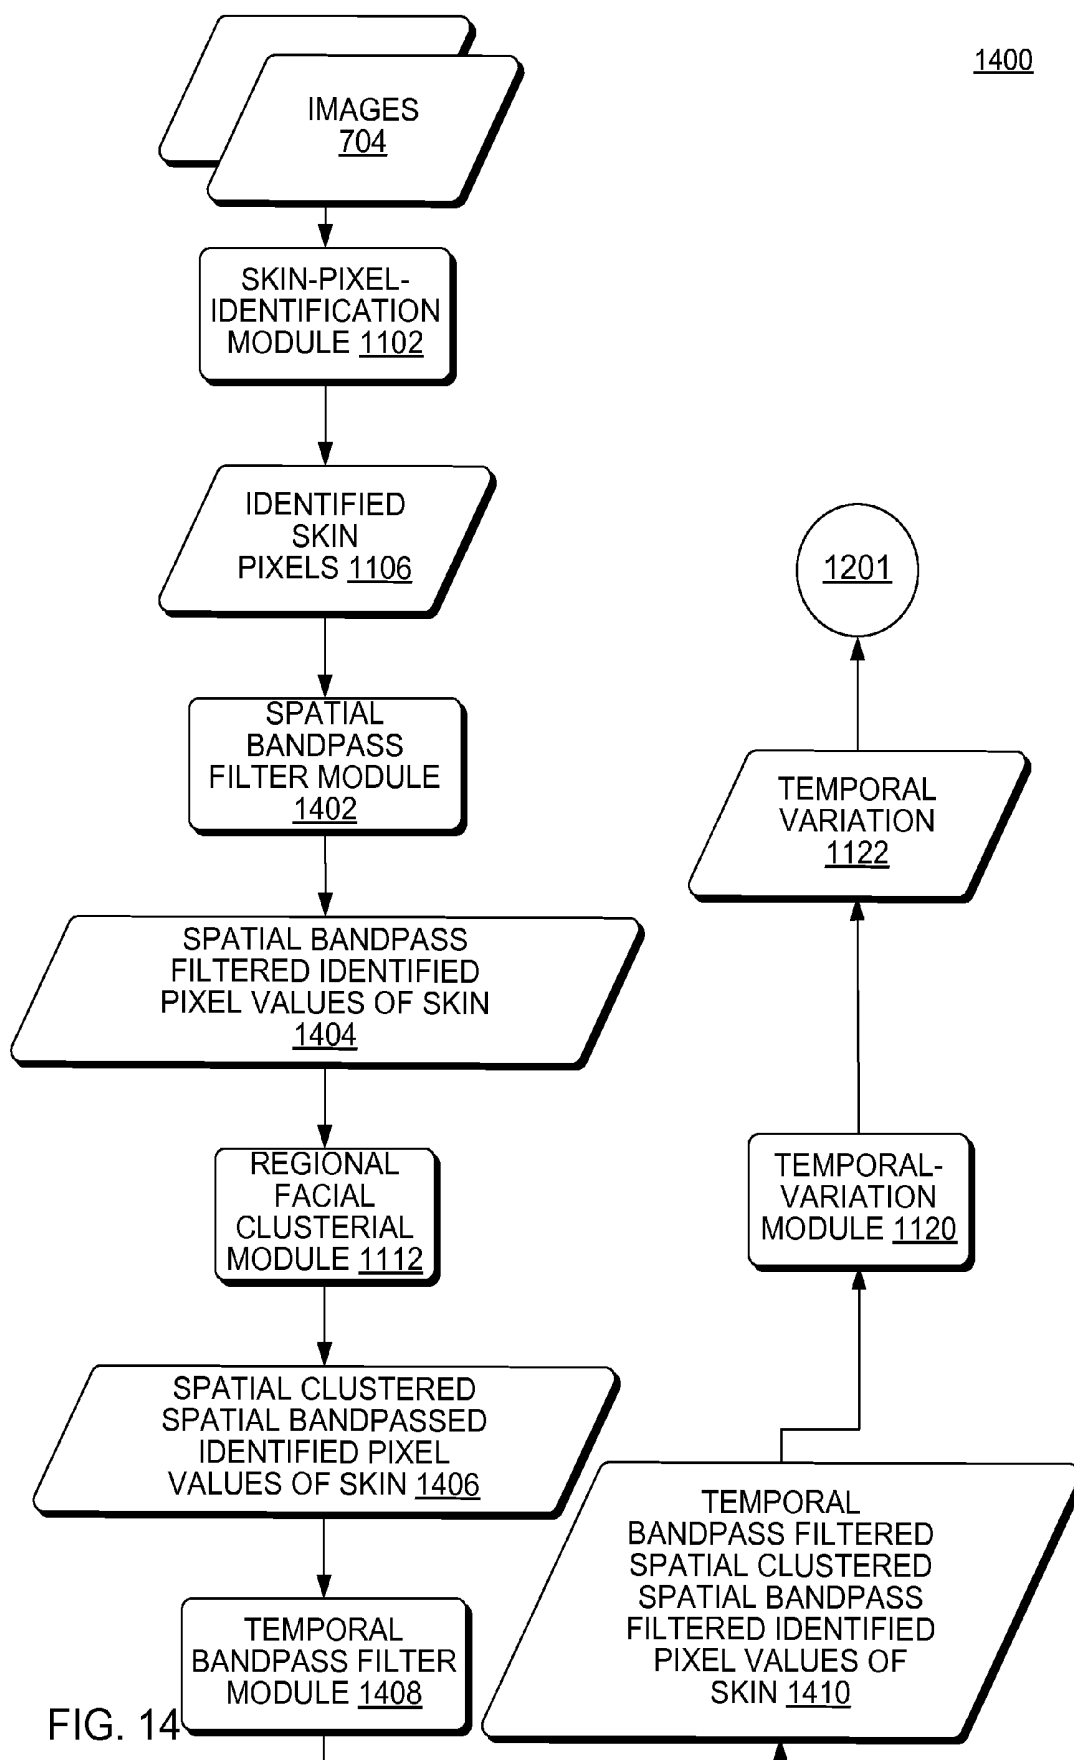 1400
IMAGES
704
SKIN-PIXEL-
IDENTIFICATION
MODULE 1102
IDENTIFIED
SKIN
PIXELS 1106
SPATIAL
BANDPASS
FILTER MODULE
1402
SPATIAL BANDPASS
FILTERED IDENTIFIED
PIXEL VALUES OF SKIN
1404
REGIONAL
FACIAL
CLUSTERIAL
MODULE 1112
SPATIAL CLUSTERED
SPATIAL BANDPASSED
IDENTIFIED PIXEL
VALUES OF SKIN 1406
TEMPORAL
BANDPASS FILTER
MODULE 1408
TEMPORAL
BANDPASS FILTERED
SPATIAL CLUSTERED
SPATIAL BANDPASS
FILTERED IDENTIFIED
PIXEL VALUES OF
SKIN 1410
TEMPORAL-
VARIATION
MODULE 1120
TEMPORAL
VARIATION
1122
1201
FIG. 14